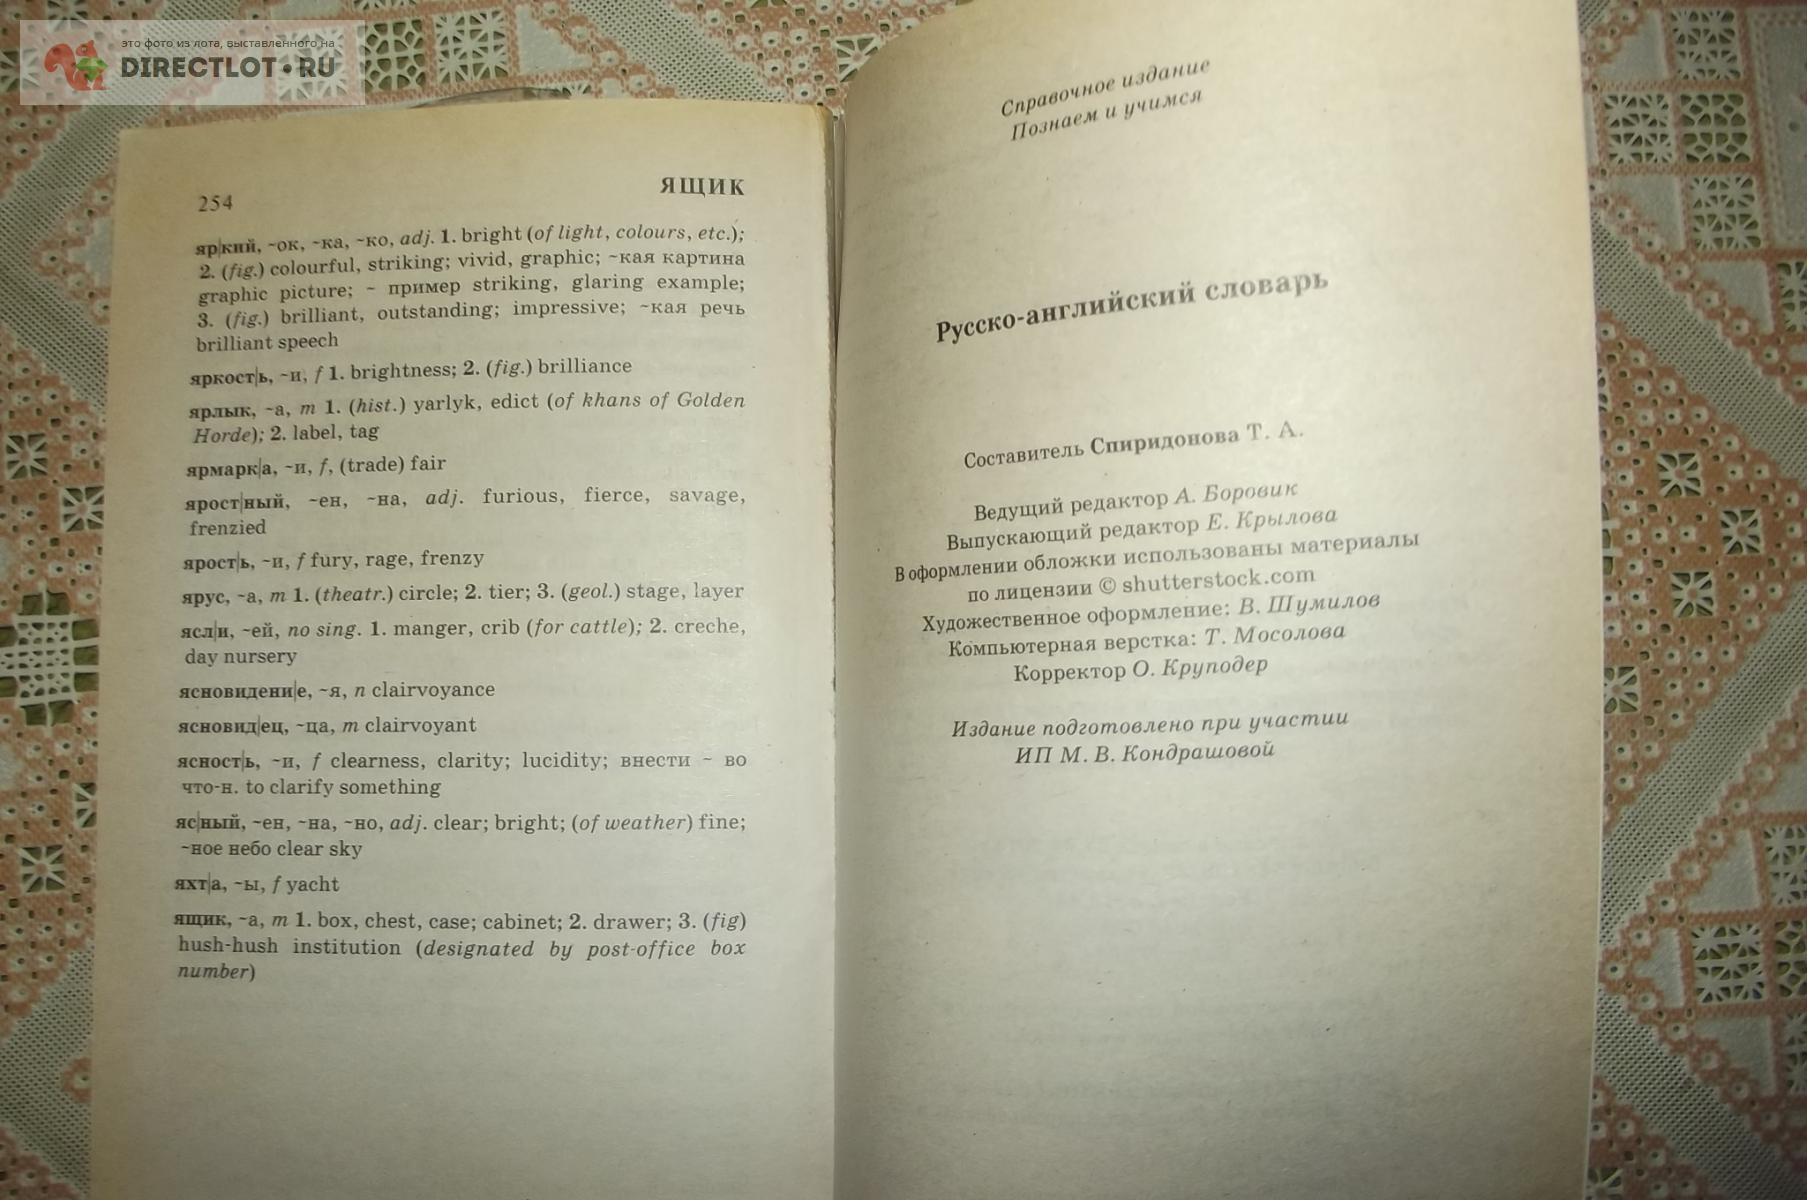 это фото из лота, выставленного на
DIRECTLOT.RU
254
ЯЩИК
яр|кий, ~ок, ~ка, ~ко, adj. 1. bright (of light, colours, etc.);
2. (fig.) colourful, striking; vivid, graphic; ~кая картина
graphic picture; ~ пример striking, glaring example;
3. (fig.) brilliant, outstanding; impressive; ~кая речь
brilliant speech
яркост|ь, ~и, f 1. brightness; 2. (fig.) brilliance
ярлык, ~а, m 1. (hist.) yarlyk, edict (of khans of Golden
Horde); 2. label, tag
ярмарк|а, ~и, f, (trade) fair
ярост|ный, ~ен, ~на, adj. furious, fierce, savage,
frenzied
ярост|ь, ~и, f fury, rage, frenzy
ярус, ~а, m 1. (theatr.) circle; 2. tier; 3. (geol.) stage, layer
ясл|и, ~ей, no sing. 1. manger, crib (for cattle); 2. creche,
day nursery
ясновидени|е, ~я, n clairvoyance
ясновид|ец, ~ца, m clairvoyant
ясност|ь, ~и, f clearness, clarity; lucidity; внести ~ во
что-н. to clarify something
яс|ный, ~ен, ~на, ~но, adj. clear; bright; (of weather) fine;
~ное небо clear sky
яхт|а, ~ы, f yacht
ящик, ~а, m 1. box, chest, case; cabinet; 2. drawer; 3. (fig)
hush-hush institution (designated by post-office box
number)
Справочное издание
Познаем и учимся
Русско-английский словарь
Составитель Спиридонова Т. А.
Ведущий редактор А. Боровик
Выпускающий редактор Е. Крылова
В оформлении обложки использованы материалы
по лицензии © shutterstock.com
Художественное оформление: В. Шумилов
Компьютерная верстка: Т. Мосолова
Корректор О. Круподер
Издание подготовлено при участии
ИП М. В. Кондрашовой